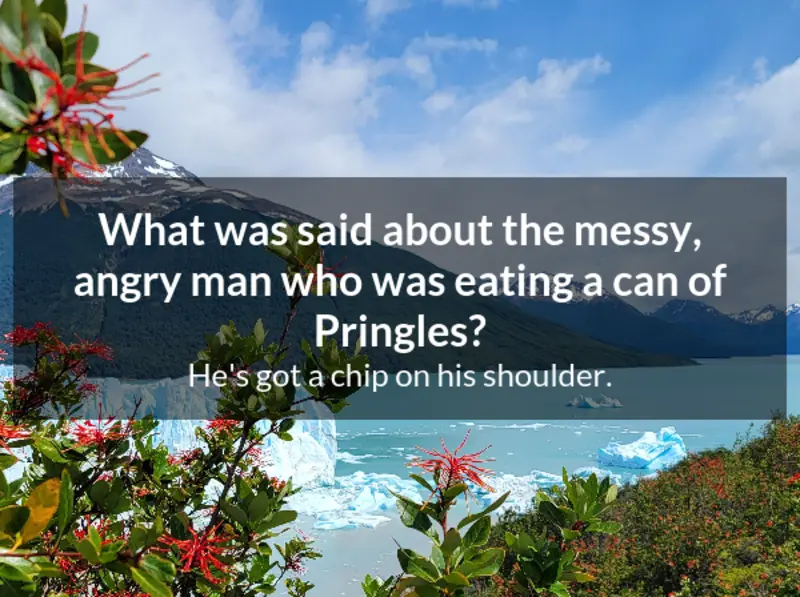 What was said about the messy,
angry man who was eating a can of
Pringles?
He's got a chip on his shoulder.